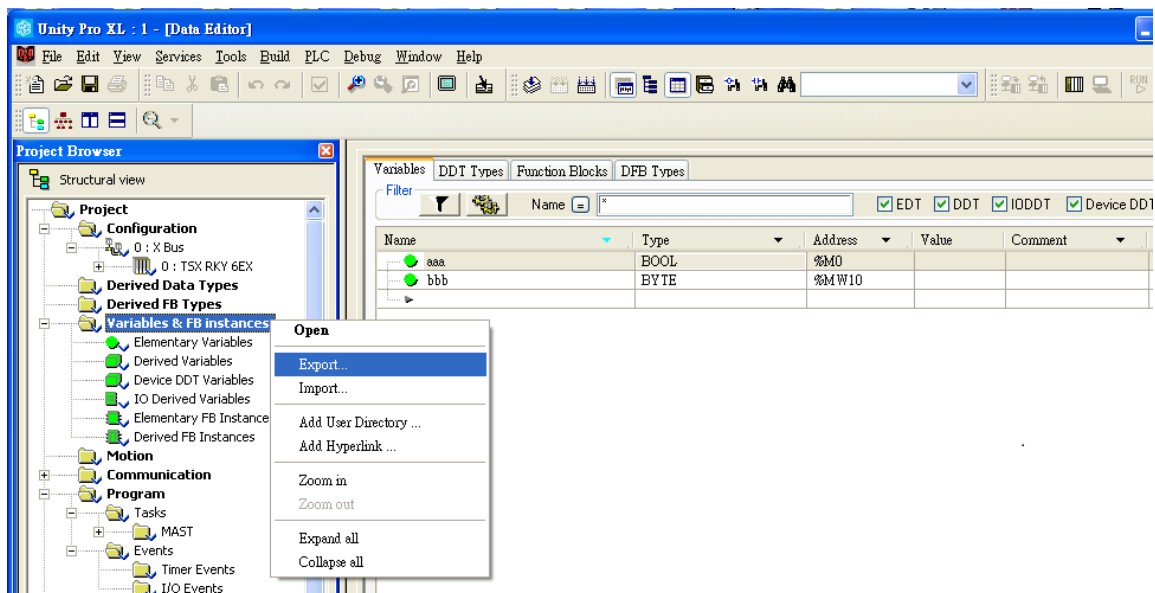 Unity Pro XL : 1 - [Data Editor]
File Edit View Services Tools Build PLC Debug Window Help
RUN
Project Browser
Structural view
Project
Configuration
0 : X Bus
0 : TSX RKY 6EX
Derived Data Types
Derived FB Types
Variables & FB instances
Elementary Variables
Derived Variables
Device DDT Variables
IO Derived Variables
Elementary FB Instance
Derived FB Instances
Motion
Communication
Program
Tasks
MAST
Events
Timer Events
I/O Events
Open
Export...
Import...
Add User Directory ...
Add Hyperlink ...
Zoom in
Zoom out
Expand all
Collapse all
Variables DDT Types Function Blocks DFB Types
Filter
Name = * EDT DDT IODDT Device DDT
Name Type Address Value Comment
aaa BOOL %M0
bbb BYTE %MW10